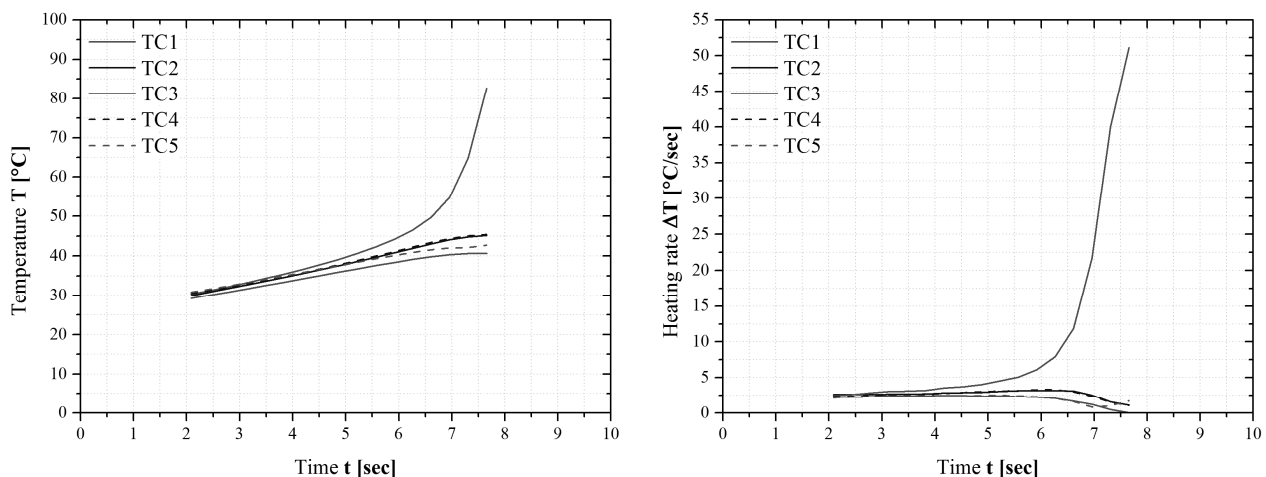 100
90
80
70
60
50
40
30
20
10
0
Temperature T [°C]
TC1
TC2
TC3
TC4
TC5
0 1 2 3 4 5 6 7 8 9 10
Time t [sec]
55
50
45
40
35
30
25
20
15
10
5
0
Heating rate ΔT [°C/sec]
TC1
TC2
TC3
TC4
TC5
0 1 2 3 4 5 6 7 8 9 10
Time t [sec]